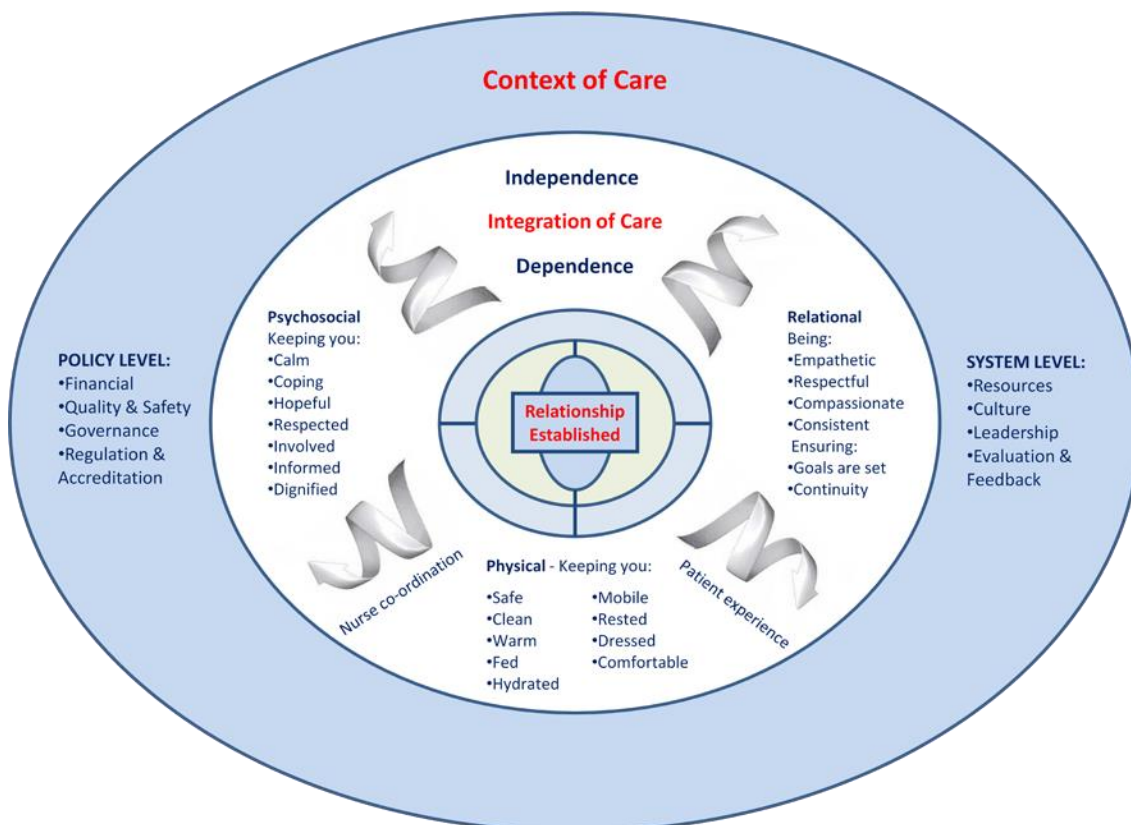 Context of Care
Independence
Integration of Care
Dependence
Psychosocial
Keeping you:
•Calm
•Coping
•Hopeful
•Respected
•Involved
•Informed
•Dignified
Relational
Being:
•Empathetic
•Respectful
•Compassionate
•Consistent
Ensuring:
•Goals are set
•Continuity
POLICY LEVEL:
•Financial
•Quality & Safety
•Governance
•Regulation &
Accreditation
SYSTEM LEVEL:
•Resources
•Culture
•Leadership
•Evaluation &
Feedback
Relationship
Established
Nurse co-ordination
Physical - Keeping you:
•Safe
•Clean
•Warm
•Fed
•Hydrated
•Mobile
•Rested
•Dressed
•Comfortable
Patient experience